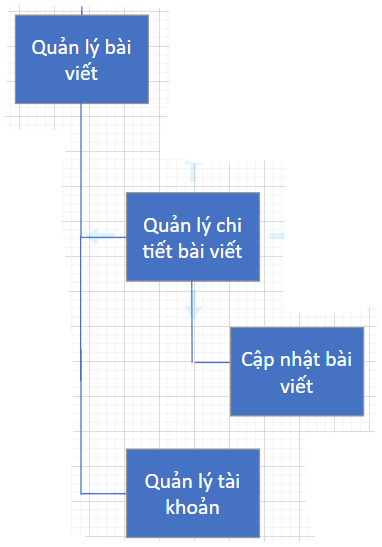 Quản lý bài
viết
Quản lý chi
tiết bài viết
Cập nhật bài
viết
Quản lý tài
khoản